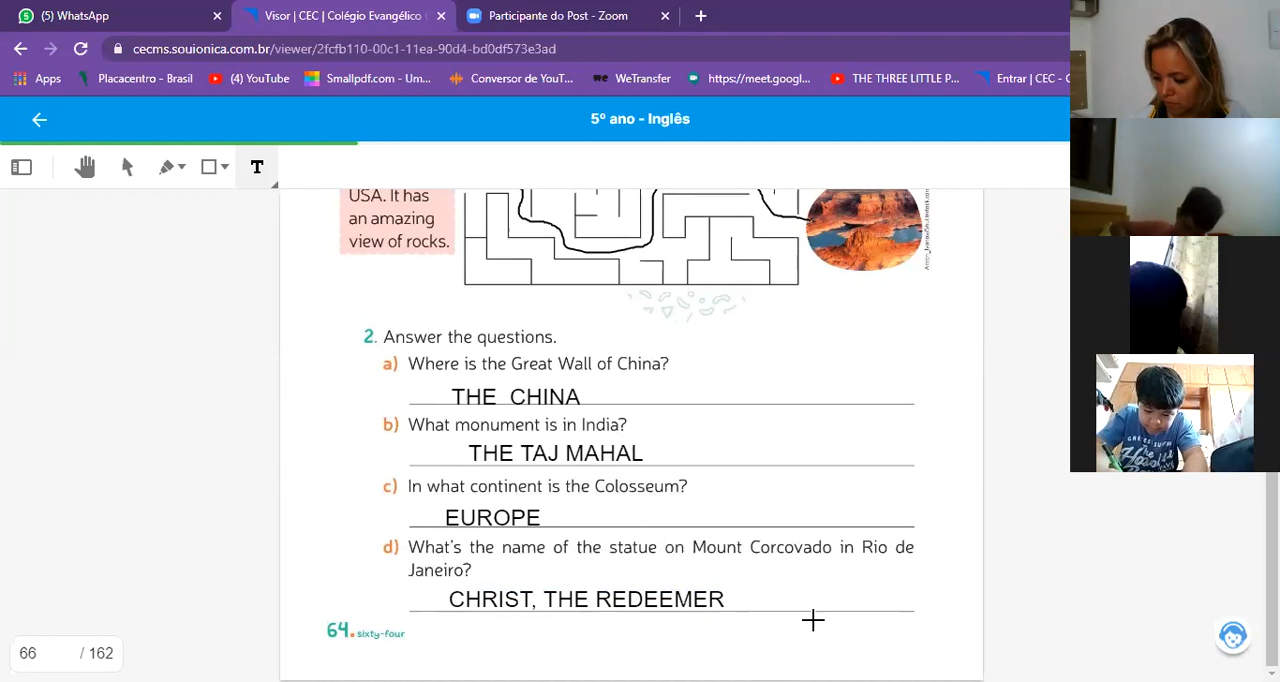 (5) WhatsApp
Visor | CEC | Colégio Evangélico
Participante do Post - Zoom
cecms.souionica.com.br/viewer/2fcfb110-00c1-11ea-90d4-bd0df573e3ad
Apps Placacentro - Brasil (4) YouTube Smallpdf.com - Um... Conversor de YouT... WeTransfer https://meet.googl... THE THREE LITTLE P... Entrar | CEC - C
5º ano - Inglês
T
USA. It has
an amazing
view of rocks.
2. Answer the questions.
a) Where is the Great Wall of China?
THE CHINA
b) What monument is in India?
THE TAJ MAHAL
c) In what continent is the Colosseum?
EUROPE
d) What's the name of the statue on Mount Corcovado in Rio de
Janeiro?
CHRIST, THE REDEEMER
64. sixty-four
66 / 162